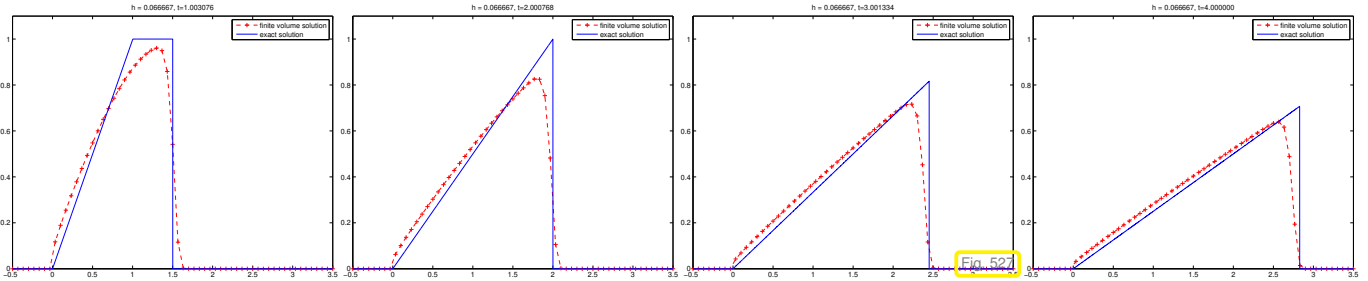 h = 0.066667, t=1.003076
finite volume solution
exact solution
1
0.8
0.6
0.4
0.2
0
-0.5 0 0.5 1 1.5 2 2.5 3 3.5
h = 0.066667, t=2.000768
finite volume solution
exact solution
1
0.8
0.6
0.4
0.2
0
-0.5 0 0.5 1 1.5 2 2.5 3 3.5
h = 0.066667, t=3.001334
finite volume solution
exact solution
1
0.8
0.6
0.4
0.2
0
-0.5 0 0.5 1 1.5 2 2.5 3 3.5
Fig. 527
h = 0.066667, t=4.000000
finite volume solution
exact solution
1
0.8
0.6
0.4
0.2
0
-0.5 0 0.5 1 1.5 2 2.5 3 3.5